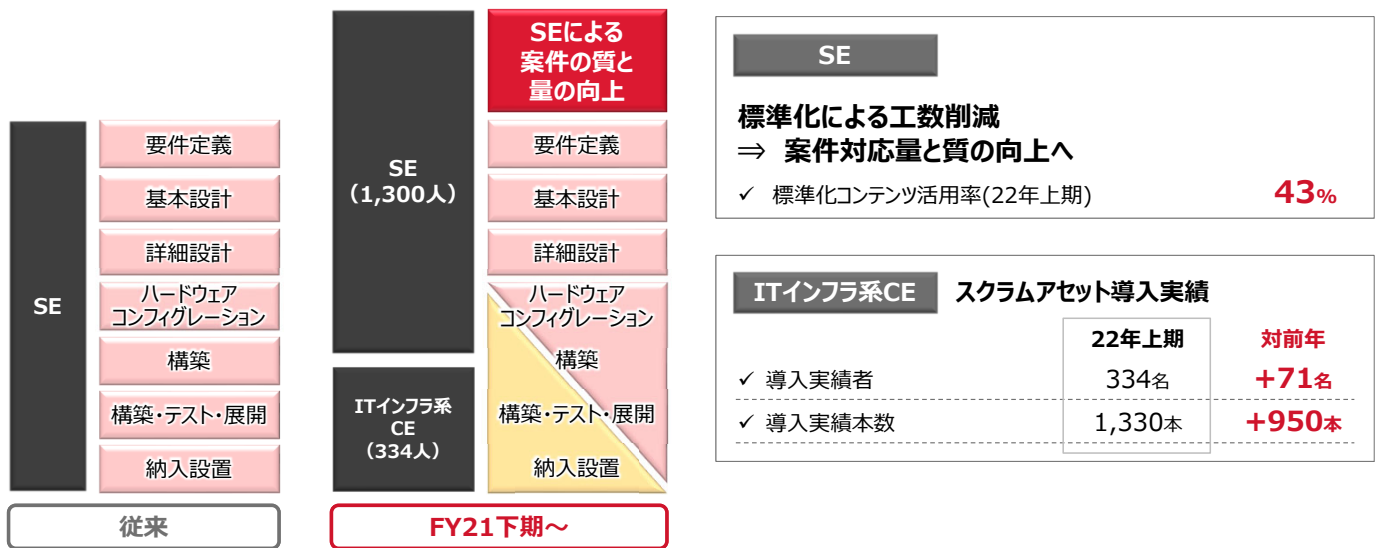 SE
要件定義
基本設計
詳細設計
ハードウェア
コンフィグレーション
構築
構築・テスト・展開
納入設置
従来
SE
（1,300人）
ITインフラ系
CE
（334人）
SEによる
案件の質と
量の向上
要件定義
基本設計
詳細設計
ハードウェア
コンフィグレーション
構築
構築・テスト・展開
納入設置
FY21下期～
SE
標準化による工数削減
⇒ 案件対応量と質の向上へ
✓ 標準化コンテンツ活用率(22年上期) 43%
ITインフラ系CE スクラムアセット導入実績
22年上期 対前年
✓ 導入実績者 334名 +71名
✓ 導入実績本数 1,330本 +950本